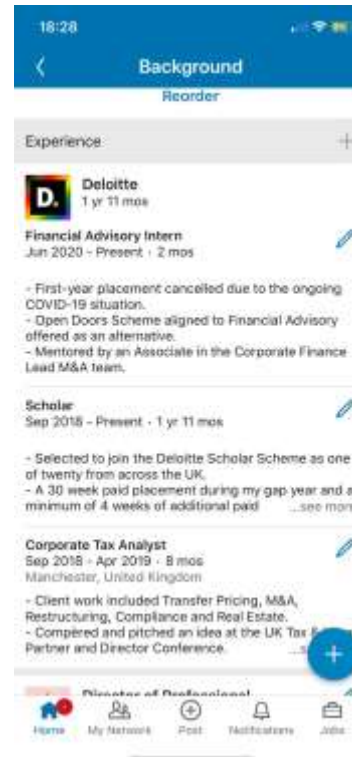 18:28
Background
Reorder
Experience
D.
Deloitte
1 yr 11 mos
Financial Advisory Intern
Jun 2020 - Present · 2 mos
- First-year placement cancelled due to the ongoing
COVID-19 situation.
- Open Doors Scheme aligned to Financial Advisory
offered as an alternative.
- Mentored by an Associate in the Corporate Finance
Lead M&A team.
Scholar
Sep 2018 - Present · 1 yr 11 mos
- Selected to join the Deloitte Scholar Scheme as one
of twenty from across the UK.
- A 30 week paid placement during my gap year and a
minimum of 4 weeks of additional paid ...see more
Corporate Tax Analyst
Sep 2018 - Apr 2019 · 8 mos
Manchester, United Kingdom
- Client work included Transfer Pricing, M&A,
Restructuring, Compliance and Real Estate.
- Compèred and pitched an idea at the UK Tax
Partner and Director Conference.
Director of Professional
Home
My Network
Post
Notifications
Jobs